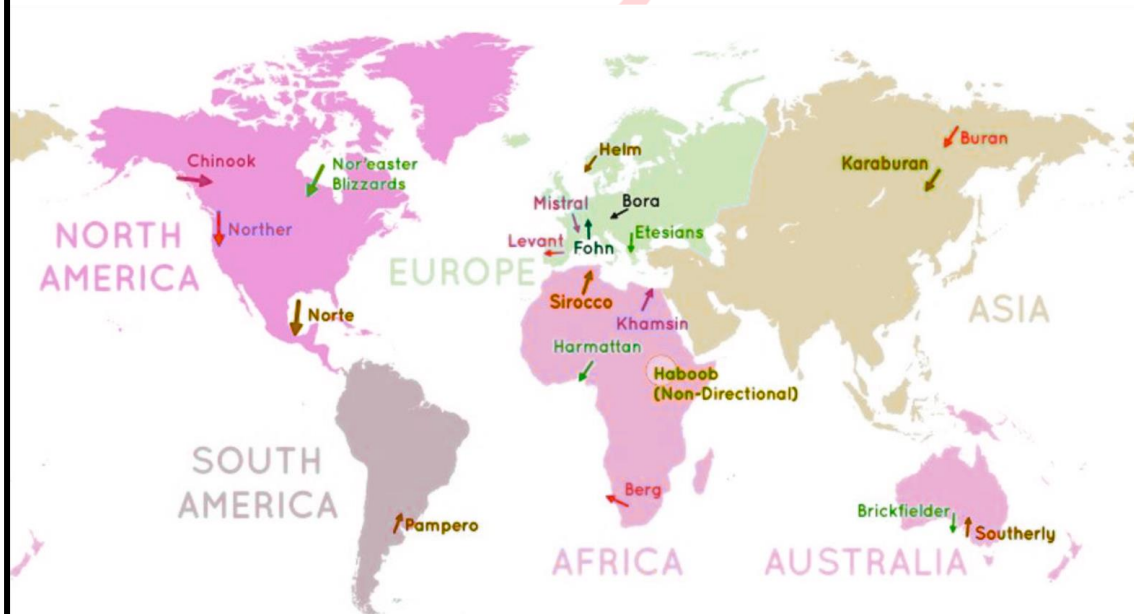 Chinook
Nor'easter
Blizzards
Norther
NORTH
AMERICA
Norte
SOUTH
AMERICA
Pampero
Helm
Mistral
Bora
Levant
Fohn
Etesians
EUROPE
Sirocco
Khamsin
Harmattan
Haboob
(Non-Directional)
Berg
AFRICA
Buran
Karaburan
ASIA
Brickfielder
Southerly
AUSTRALIA